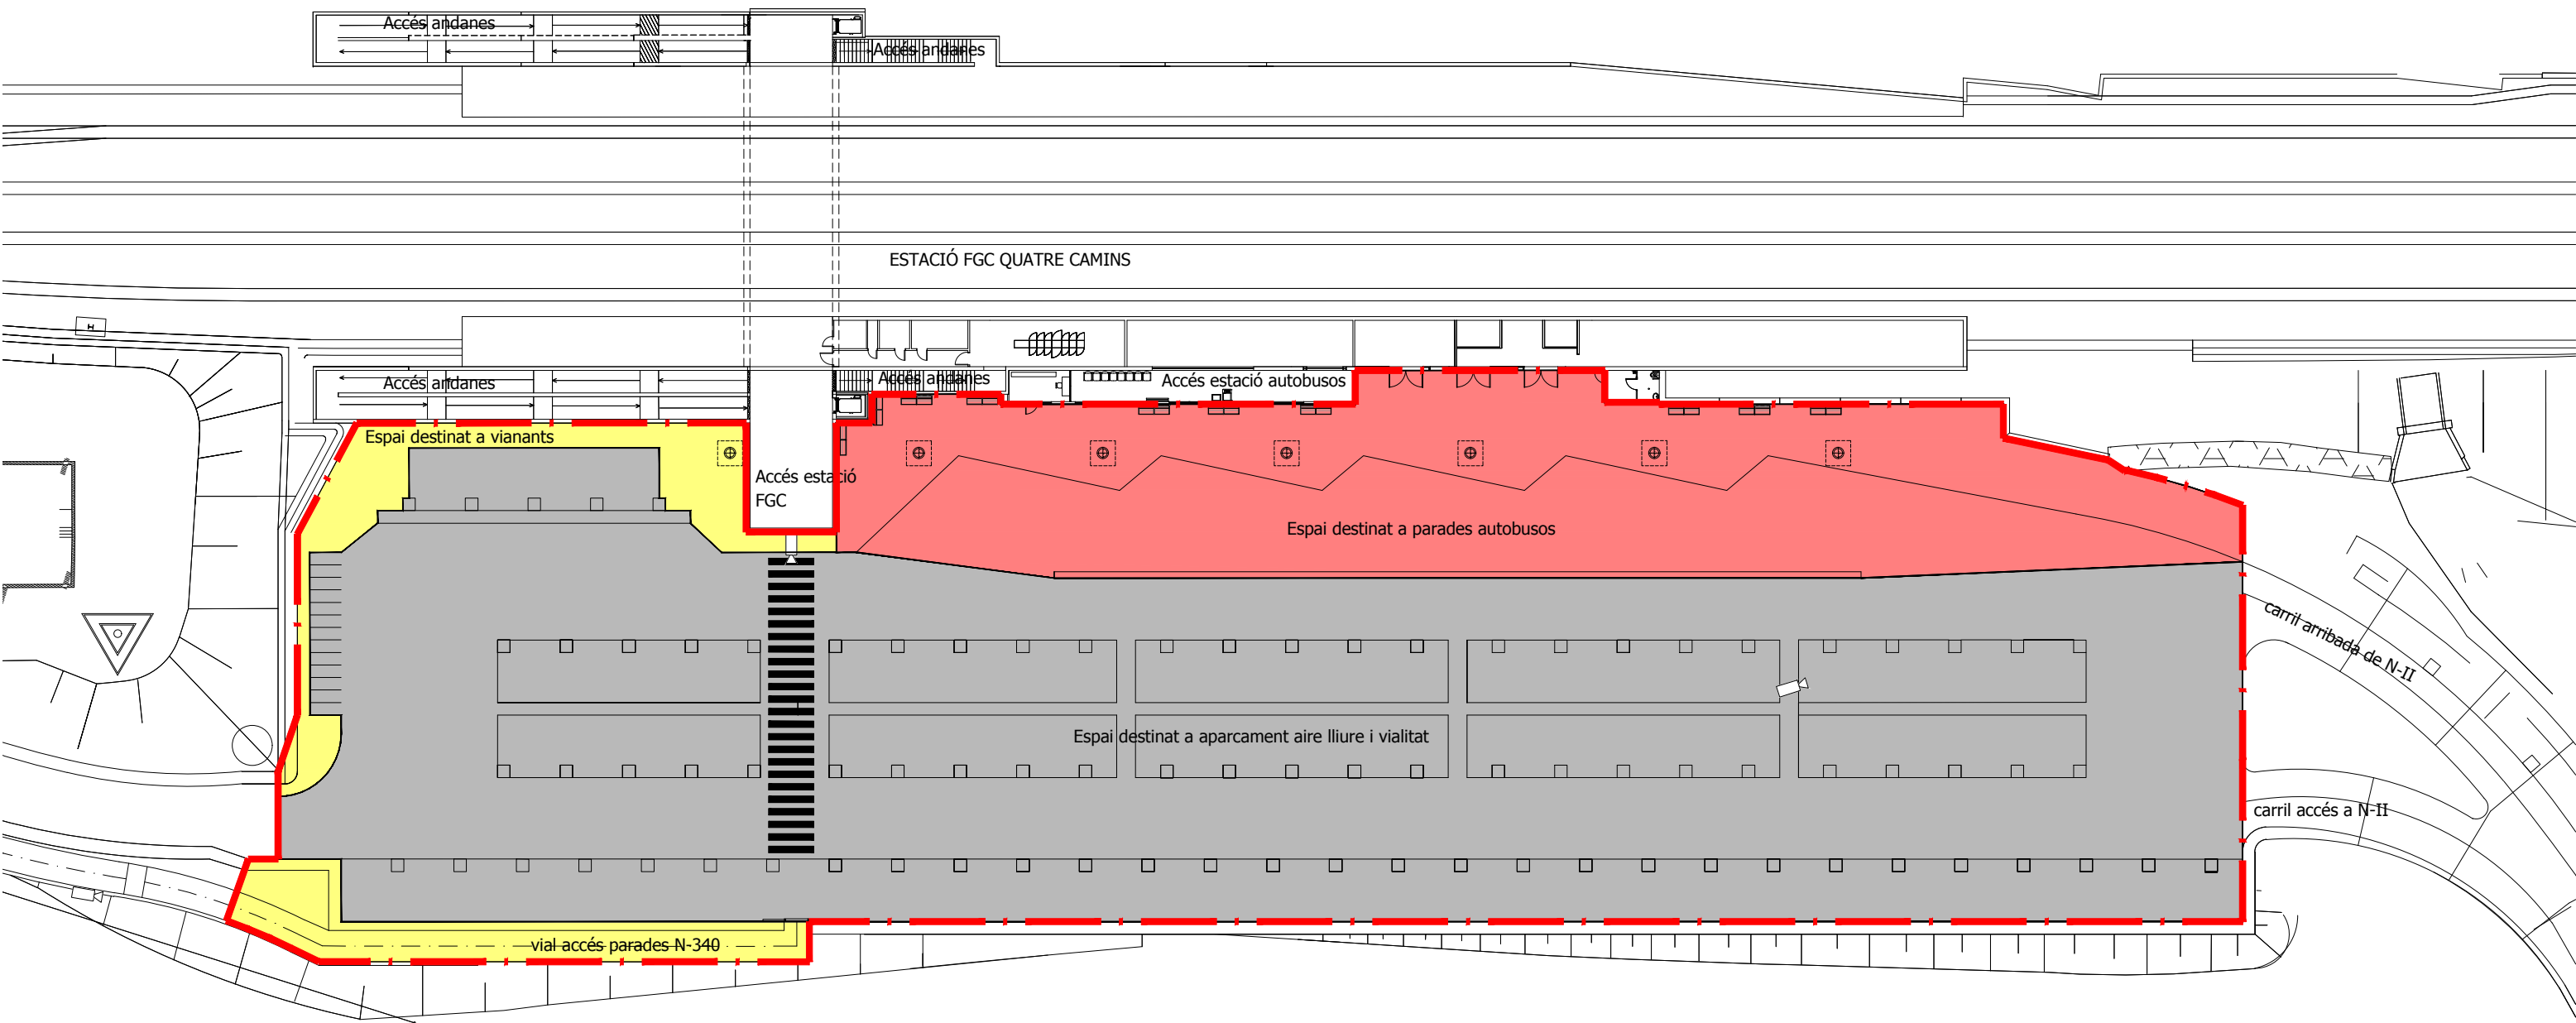 Accés andanes
Accés andanes
ESTACIÓ FGC QUATRE CAMINS
Accés andanes
Accés andanes
Accés estació autobusos
Espai destinat a vianants
Accés estació
FGC
Espai destinat a parades autobusos
carril arribada de N-II
Espai destinat a aparcament aire lliure i vialitat
carril accés a N-II
vial accés parades N-340